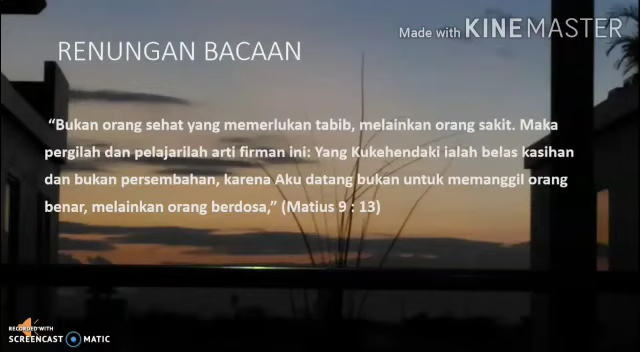 Made with KINEMASTER
RENUNGAN BACAAN
“Bukan orang sehat yang memerlukan tabib, melainkan orang sakit. Maka
pergilah dan pelajarilah arti firman ini: Yang Kukehendaki ialah belas kasihan
dan bukan persembahan, karena Aku datang bukan untuk memanggil orang
benar, melainkan orang berdosa,” (Matius 9 : 13)
RECORDED WITH
SCREENCAST MATIC